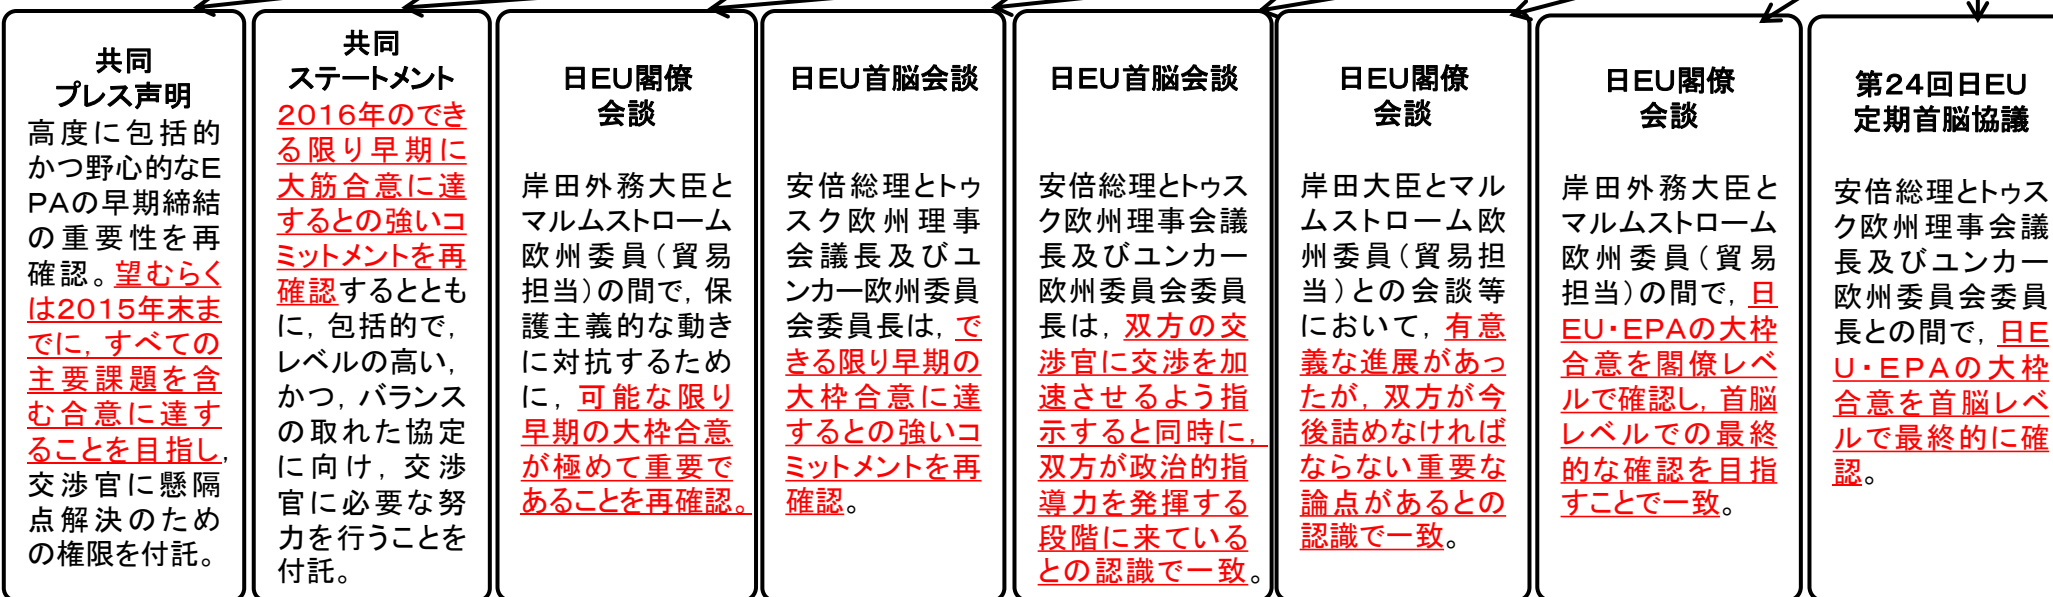 共同
プレス声明
高度に包括的
かつ野心的なE
PAの早期締結
の重要性を再
確認。望むらく
は2015年末ま
でに，すべての
主要課題を含
む合意に達す
ることを目指し，
交渉官に懸隔
点解決のため
の権限を付託。
共同
ステートメント
2016年のでき
る限り早期に
大筋合意に達
するとの強いコ
ミットメントを再
確認するととも
に，包括的で，
レベルの高い，
かつ，バランス
の取れた協定
に向け，交渉
官に必要な努
力を行うことを
付託。
日EU閣僚
会談
岸田外務大臣と
マルムストローム
欧州委員（貿易
担当）の間で，保
護主義的な動き
に対抗するため
に，可能な限り
早期の大枠合意
が極めて重要で
あることを再確認。
日EU首脳会談
安倍総理とトゥ
スク欧州理事
会議長及びユ
ンカー欧州委員
会委員長は，で
きる限り早期の
大枠合意に達
するとの強いコ
ミットメントを再
確認。
日EU首脳会談
安倍総理とトゥス
ク欧州理事会議
長及びユンカー
欧州委員会委員
長は，双方の交
渉官に交渉を加
速させるよう指
示すると同時に，
双方が政治的指
導力を発揮する
段階に来ている
との認識で一致。
日EU閣僚
会談
岸田大臣とマル
ムストローム欧
州委員（貿易担
当）との会談等
において，有意
義な進展があっ
たが，双方が今
後詰めなければ
ならない重要な
論点があるとの
認識で一致。
日EU閣僚
会談
岸田外務大臣と
マルムストローム
欧州委員（貿易
担当）の間で，日
EU・EPAの大枠
合意を閣僚レベ
ルで確認し，首脳
レベルでの最終
的な確認を目指
すことで一致。
第24回日EU
定期首脳協議
安倍総理とトゥス
ク欧州理事会議
長及びユンカー
欧州委員会委員
長との間で，日E
U・EPAの大枠
合意を首脳レベ
ルで最終的に確
認。